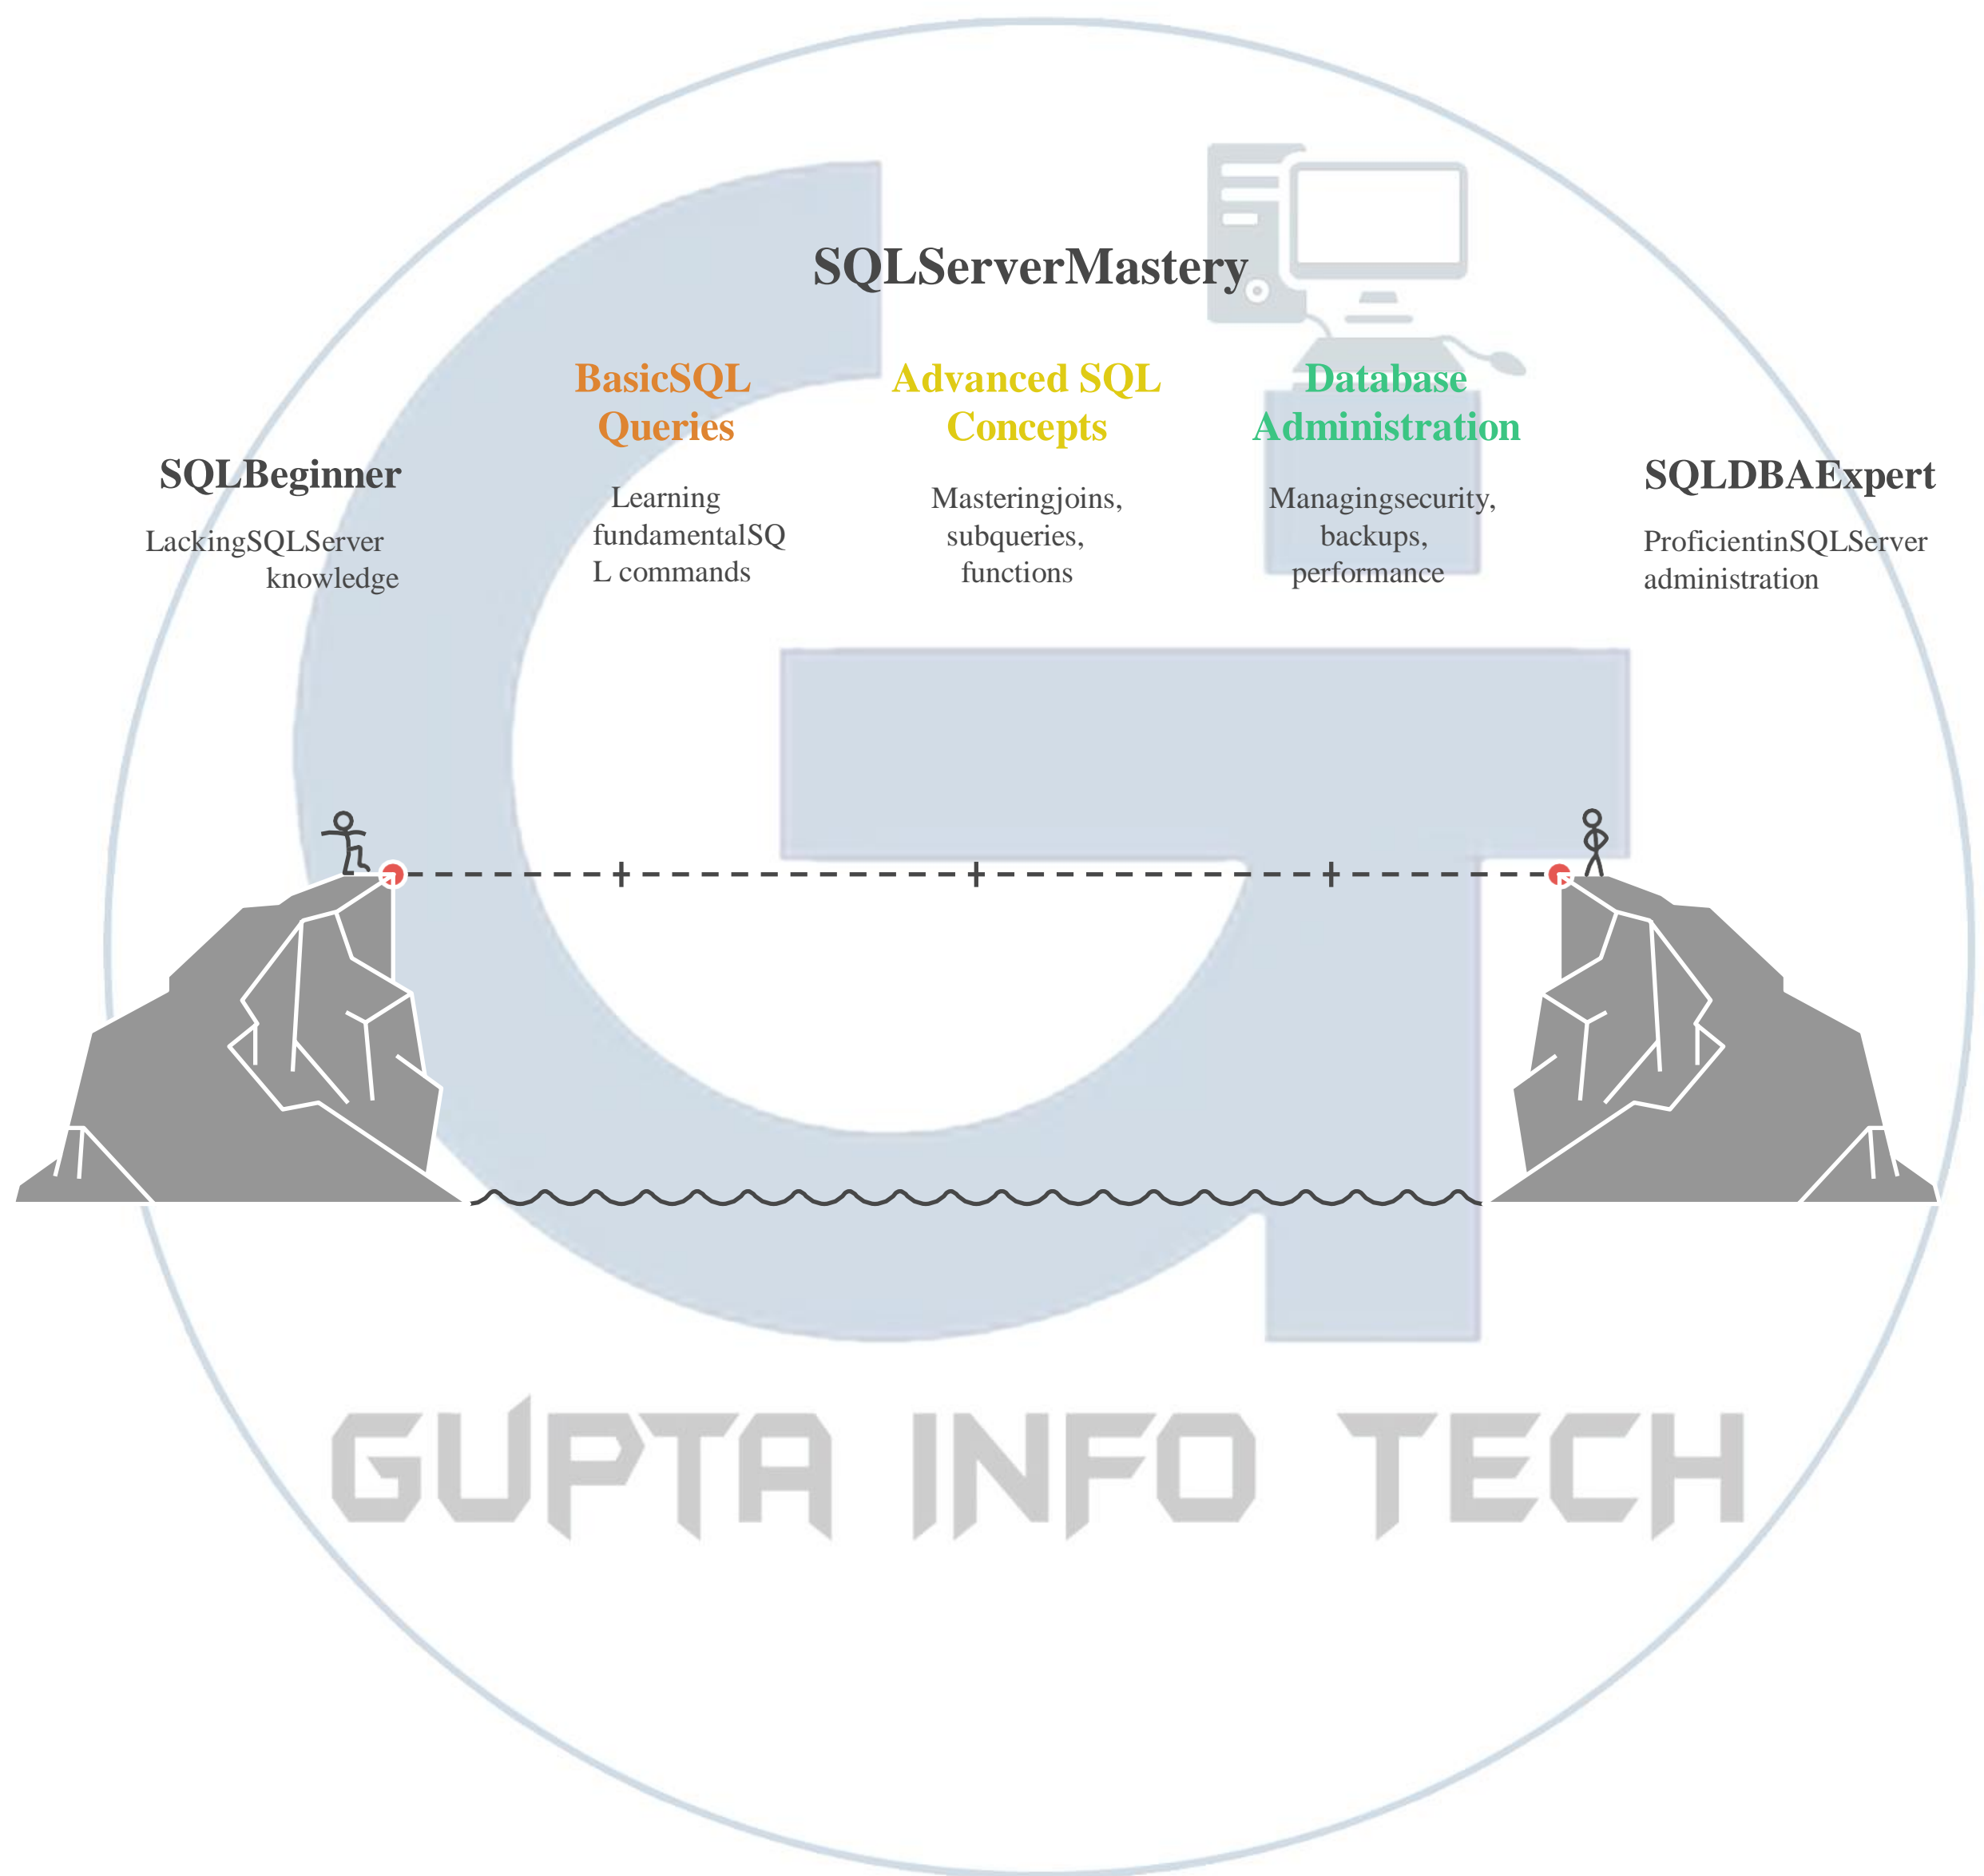 SQLServerMastery
SQLBeginner
LackingSQLServer
knowledge
BasicSQL
Queries
Learning
fundamentalSQ
L commands
Advanced SQL
Concepts
Masteringjoins,
subqueries,
functions
Database
Administration
Managingsecurity,
backups,
performance
SQLDBAExpert
ProficientinSQLServer
administration
GUPTA INFO TECH